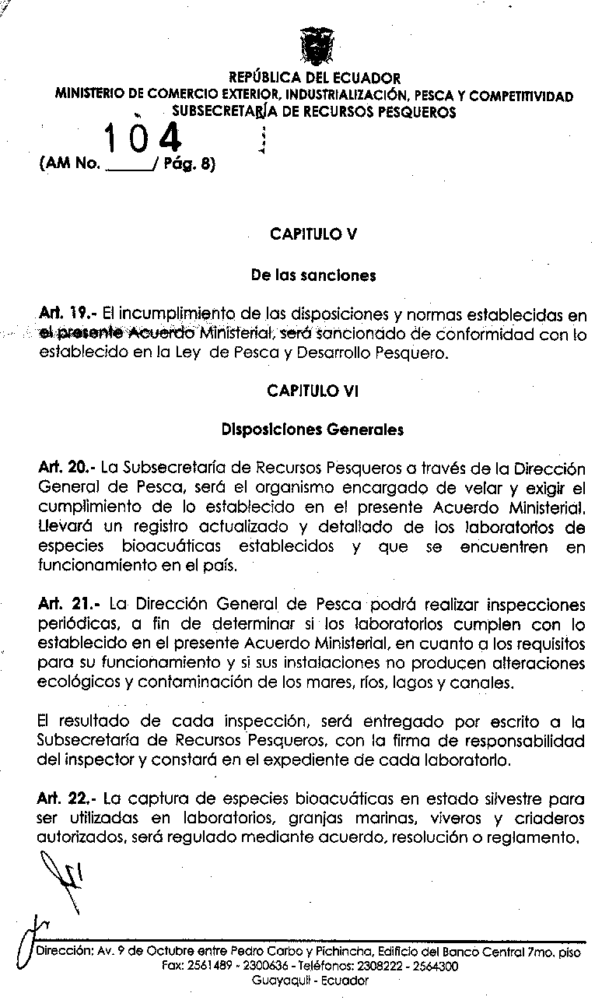 REPÚBLICA DEL ECUADOR
MINISTERIO DE COMERCIO EXTERIOR, INDUSTRIALIZACIÓN, PESCA Y COMPETITIVIDAD
SUBSECRETARÍA DE RECURSOS PESQUEROS
104
(AM No. _____/ Pág. 8)
CAPITULO V
De las sanciones
Art. 19.- El incumplimiento de las disposiciones y normas establecidas en
el presente Acuerdo Ministerial, será sancionado de conformidad con lo
establecido en la Ley de Pesca y Desarrollo Pesquero.
CAPITULO VI
Disposiciones Generales
Art. 20.- La Subsecretaría de Recursos Pesqueros a través de la Dirección
General de Pesca, será el organismo encargado de velar y exigir el
cumplimiento de lo establecido en el presente Acuerdo Ministerial.
Llevará un registro actualizado y detallado de los laboratorios de
especies bioacuáticas establecidos y que se encuentren en
funcionamiento en el país.
Art. 21.- La Dirección General de Pesca podrá realizar inspecciones
periódicas, a fin de determinar si los laboratorios cumplen con lo
establecido en el presente Acuerdo Ministerial, en cuanto a los requisitos
para su funcionamiento y si sus instalaciones no producen alteraciones
ecológicos y contaminación de los mares, ríos, lagos y canales.
El resultado de cada inspección, será entregado por escrito a la
Subsecretaría de Recursos Pesqueros, con la firma de responsabilidad
del inspector y constará en el expediente de cada laboratorio.
Art. 22.- La captura de especies bioacuáticas en estado silvestre para
ser utilizadas en laboratorios, granjas marinas, viveros y criaderos
autorizados, será regulado mediante acuerdo, resolución o reglamento.
Dirección: Av. 9 de Octubre entre Pedro Carbo y Pichincha, Edificio del Banco Central 7mo. piso
Fax: 2561489 - 2300636 - Teléfonos: 2308222 - 2564300
Guayaquil - Ecuador